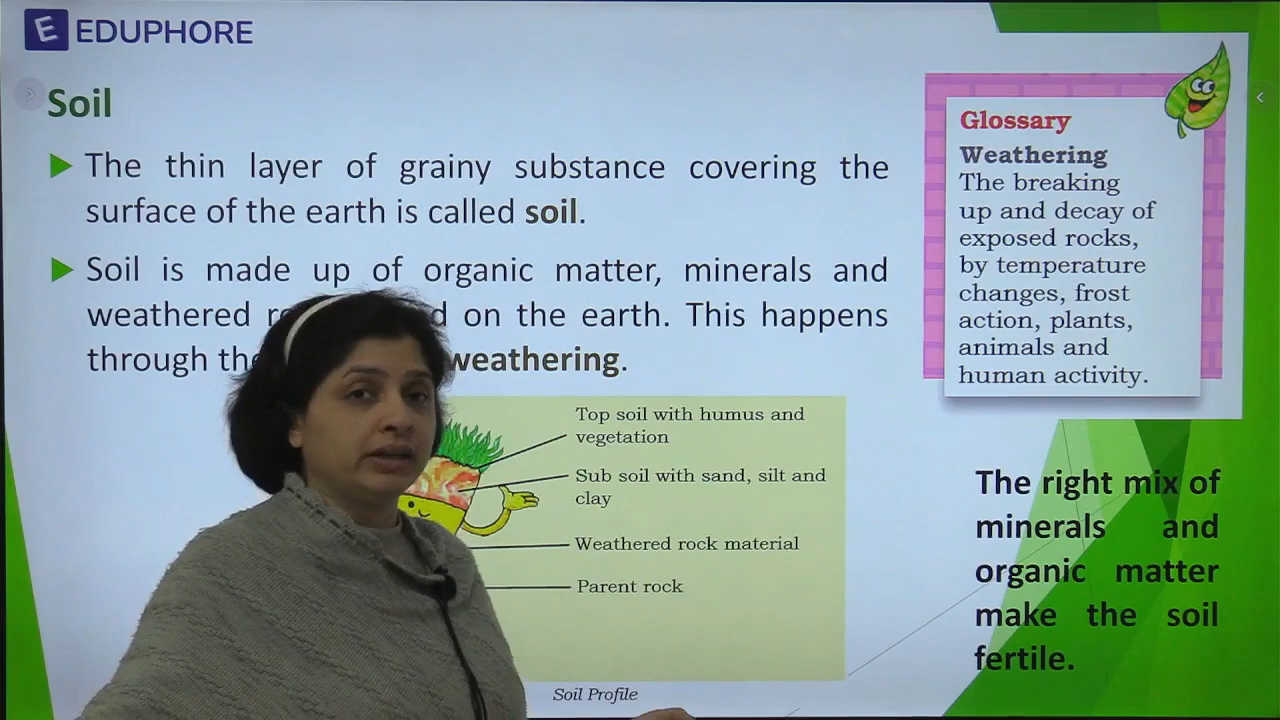 E EDUPHORE
Soil
The thin layer of grainy substance covering the
surface of the earth is called soil.
Soil is made up of organic matter, minerals and
weathered on the earth. This happens
through weathering.
Glossary
Weathering
The breaking
up and decay of
exposed rocks,
by temperature
changes, frost
action, plants,
animals and
human activity.
Top soil with humus and
vegetation
Sub soil with sand, silt and
clay
Weathered rock material
Parent rock
Soil Profile
The right mix of
minerals and
organic matter
make the soil
fertile.